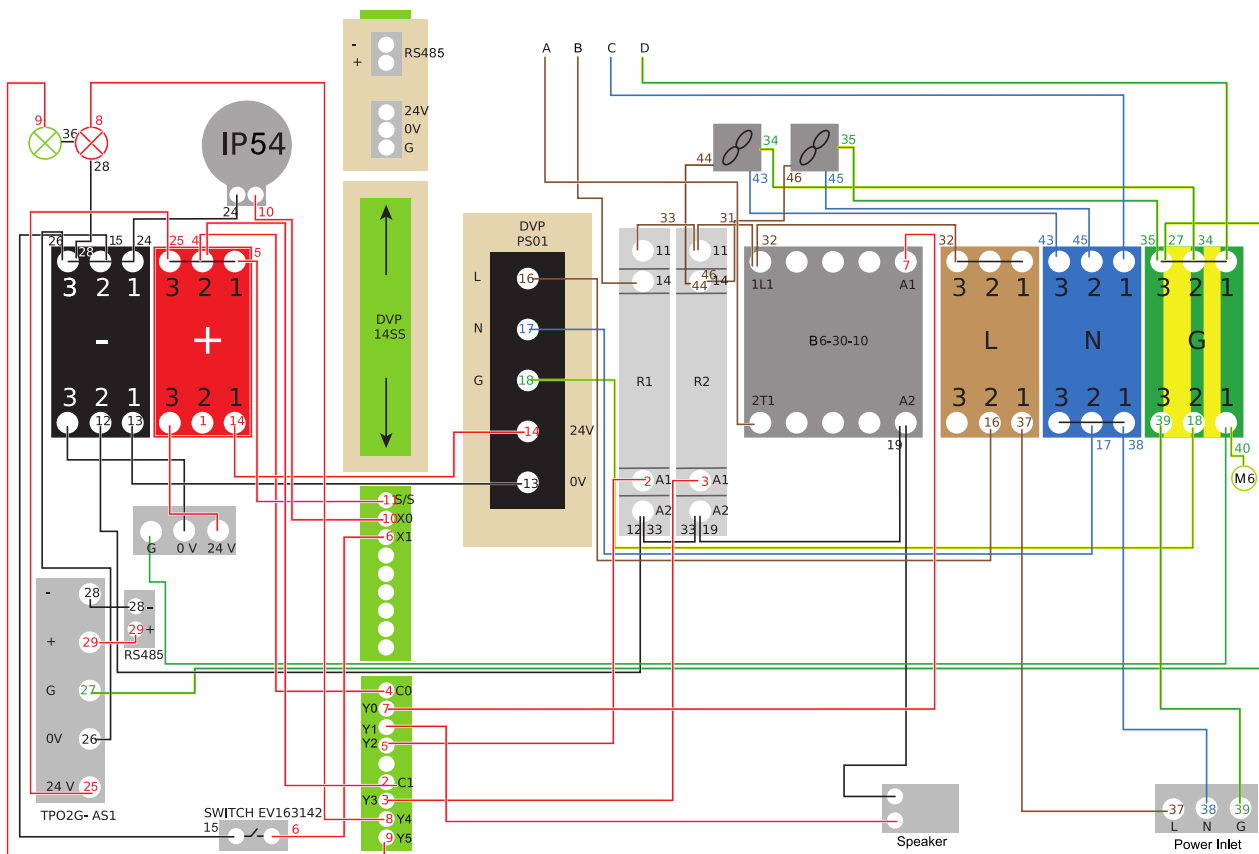 A B C D
- RS485
+
24V
0V
G
9 36 8
28
IP54
24 10
44 34 35
43 46 45
26 28 15 24 25 4 5
3 2 1 3 2 1
- +
3 2 1 3 2 1
12 13 1 14
DVP
14SS
DVP
PS01
L 16
N 17
G 18
14 24V
13 0V
33 31 32
11 11
14 44 46 14
R1 R2
2 A1 3 A1
A2 A2
12 33 33 19
7
1L1 A1
B6-30-10
2T1 A2
19
32 43 45 35 27 34
3 2 1 3 2 1 3 2 1
L N G
3 2 1 3 2 1 3 2 1
16 37 39 18
17 38 40
M6
G 0 V 24 V
11 S/S
10 X0
6 X1
- 28 28 -
+ 29 29 +
RS485
G 27
0V 26
24 V 25
TPO2G- AS1
4 C0
Y0 7
Y1
Y2 5
2 C1
Y3 3
8 Y4
9 Y5
SWITCH EV163142
15 6
Speaker
37 38 39
L N G
Power Inlet